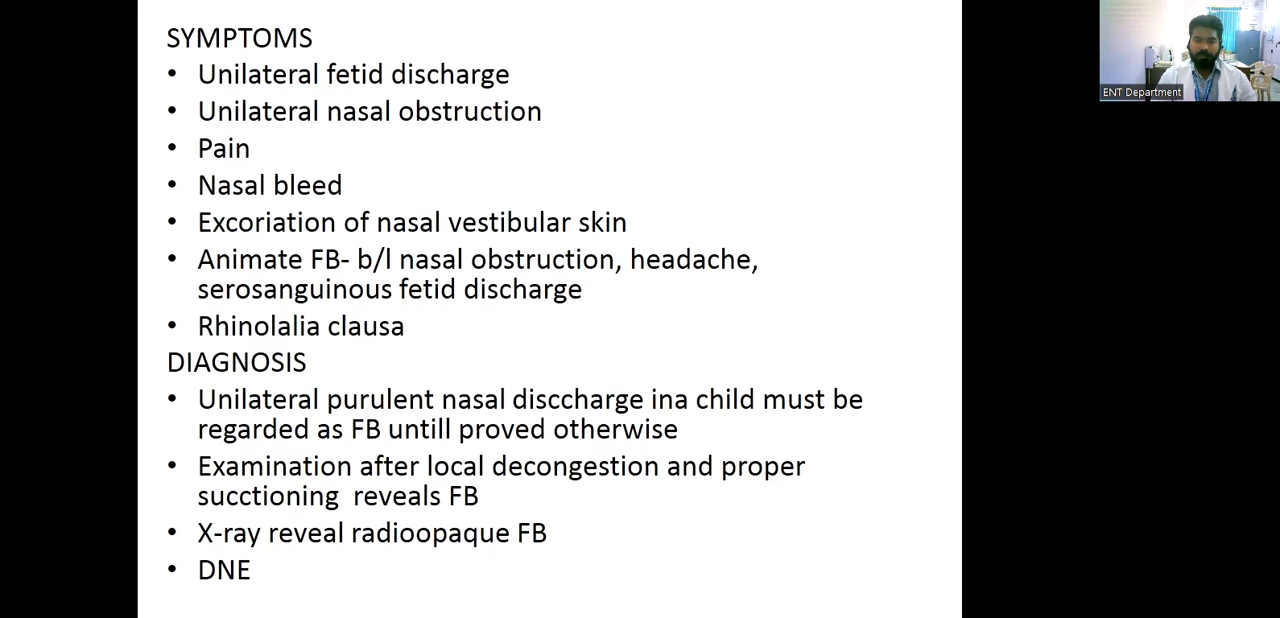 SYMPTOMS
• Unilateral fetid discharge
• Unilateral nasal obstruction
• Pain
• Nasal bleed
• Excoriation of nasal vestibular skin
• Animate FB- b/l nasal obstruction, headache,
serosanguinous fetid discharge
• Rhinolalia clausa
DIAGNOSIS
• Unilateral purulent nasal disccharge ina child must be
regarded as FB untill proved otherwise
• Examination after local decongestion and proper
succtioning reveals FB
• X-ray reveal radioopaque FB
• DNE
ENT Department